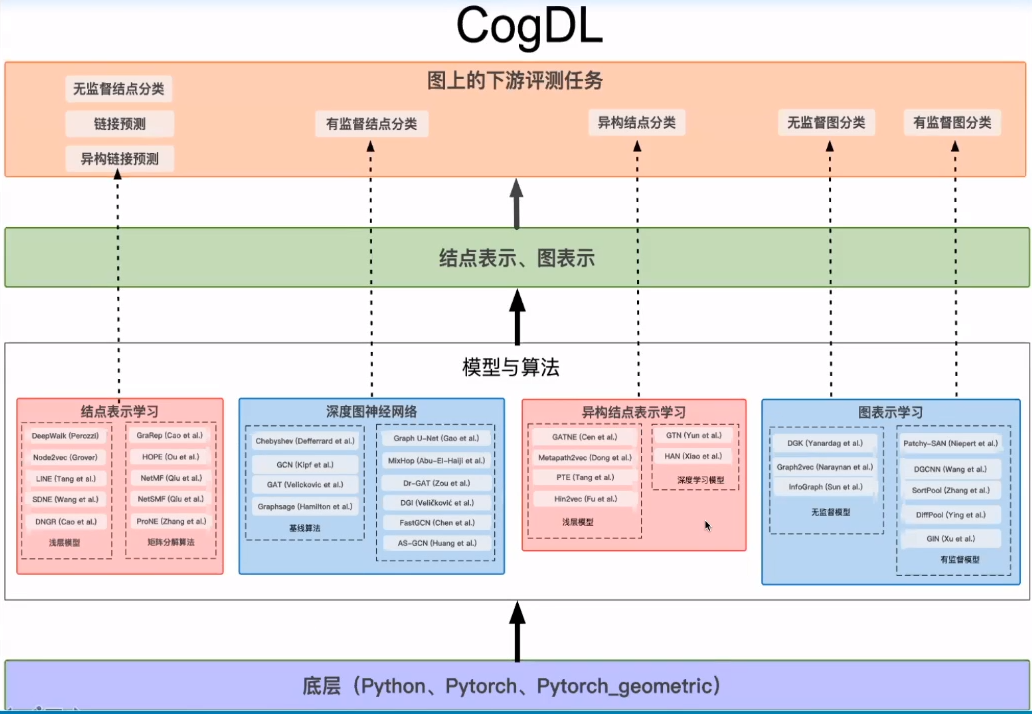 CogDL
图上的下游评测任务
无监督结点分类
链接预测
异构链接预测
有监督结点分类
异构结点分类
无监督图分类
有监督图分类
结点表示、图表示
模型与算法
结点表示学习
DeepWalk (Perozzi)
Node2vec (Grover)
LINE (Tang et al.)
SDNE (Wang et al.)
DNGR (Cao et al.)
浅层模型
GraRep (Cao et al.)
HOPE (Ou et al.)
NetMF (Qiu et al.)
NetSMF (Qiu et al.)
ProNE (Zhang et al.)
矩阵分解算法
深度图神经网络
Chebyshev (Defferrard et al.)
GCN (Kipf et al.)
GAT (Velickovic et al.)
Graphsage (Hamilton et al.)
基线算法
Graph U-Net (Gao et al.)
MixHop (Abu-El-Haiji et al.)
Dr-GAT (Zou et al.)
DGI (Veličković et al.)
FastGCN (Chen et al.)
AS-GCN (Huang et al.)
异构结点表示学习
GATNE (Cen et al.)
Metapath2vec (Dong et al.)
PTE (Tang et al.)
Hin2vec (Fu et al.)
浅层模型
GTN (Yun et al.)
HAN (Xiao et al.)
深度学习模型
图表示学习
DGK (Yanardag et al.)
Graph2vec (Naraynan et al.)
InfoGraph (Sun et al.)
无监督模型
Patchy-SAN (Niepert et al.)
DGCNN (Wang et al.)
SortPool (Zhang et al.)
DiffPool (Ying et al.)
GIN (Xu et al.)
有监督模型
底层（Python、Pytorch、Pytorch_geometric）